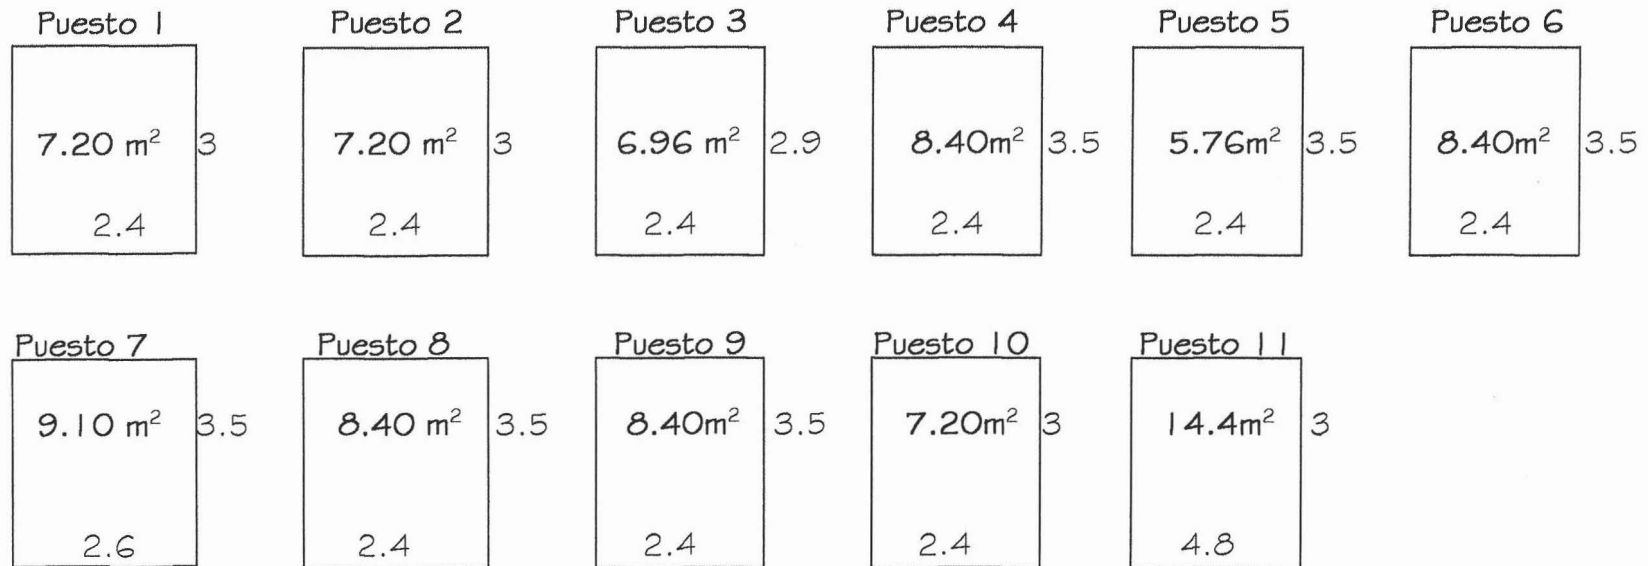 Puesto 1 Puesto 2 Puesto 3 Puesto 4 Puesto 5 Puesto 6
7.20 m² 3 7.20 m² 3 6.96 m² 2.9 8.40m² 3.5 5.76m² 3.5 8.40m² 3.5
2.4 2.4 2.4 2.4 2.4 2.4
Puesto 7 Puesto 8 Puesto 9 Puesto 10 Puesto 11
9.10 m² 3.5 8.40 m² 3.5 8.40m² 3.5 7.20m² 3 14.4m² 3
2.6 2.4 2.4 2.4 4.8